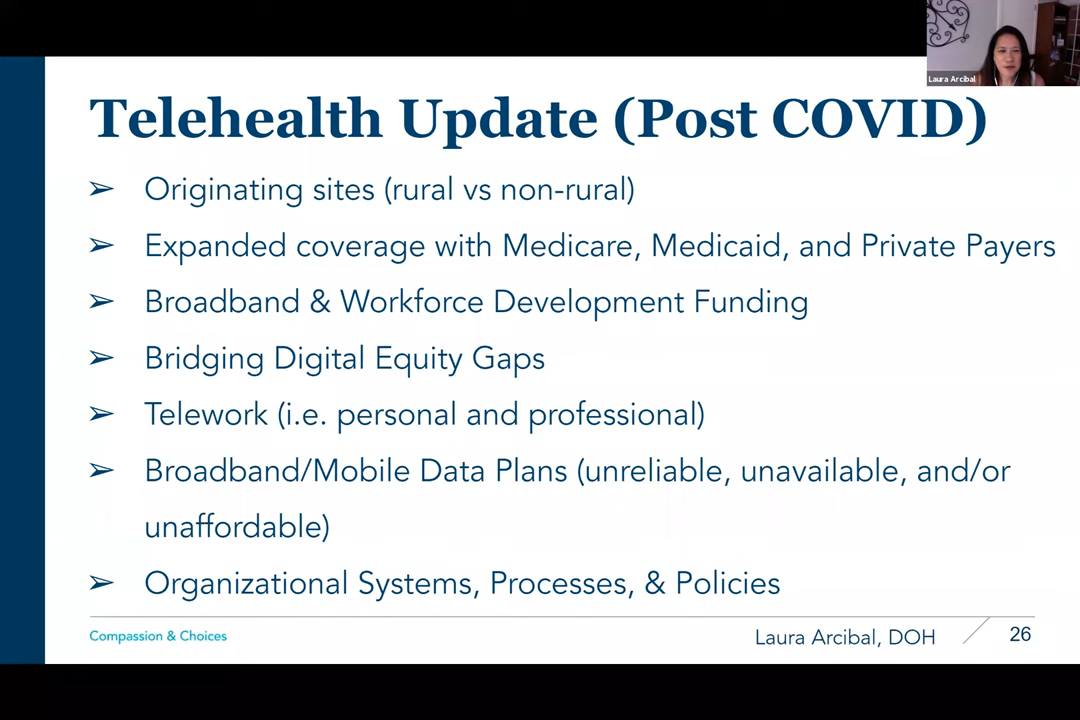 Laura Arcibal
Telehealth Update (Post COVID)
➢ Originating sites (rural vs non-rural)
➢ Expanded coverage with Medicare, Medicaid, and Private Payers
➢ Broadband & Workforce Development Funding
➢ Bridging Digital Equity Gaps
➢ Telework (i.e. personal and professional)
➢ Broadband/Mobile Data Plans (unreliable, unavailable, and/or
unaffordable)
➢ Organizational Systems, Processes, & Policies
Compassion & Choices
Laura Arcibal, DOH
26